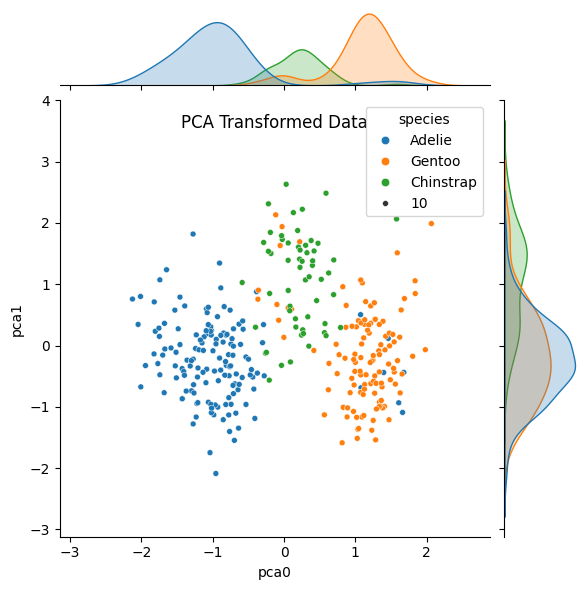 PCA Transformed Data
species
Adelie
Gentoo
Chinstrap
10
4
3
2
1
0
−1
−2
−3
pca1
−3 −2 −1 0 1 2
pca0